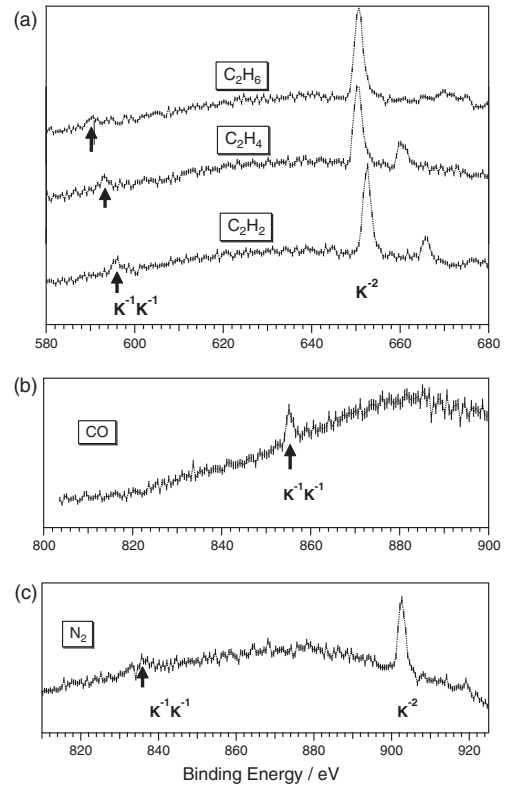 (a)
C₂H₆
C₂H₄
C₂H₂
K⁻¹K⁻¹
K⁻²
580 600 620 640 660 680
(b)
CO
K⁻¹K⁻¹
800 820 840 860 880 900
(c)
N₂
K⁻¹K⁻¹
K⁻²
820 840 860 880 900 920
Binding Energy / eV